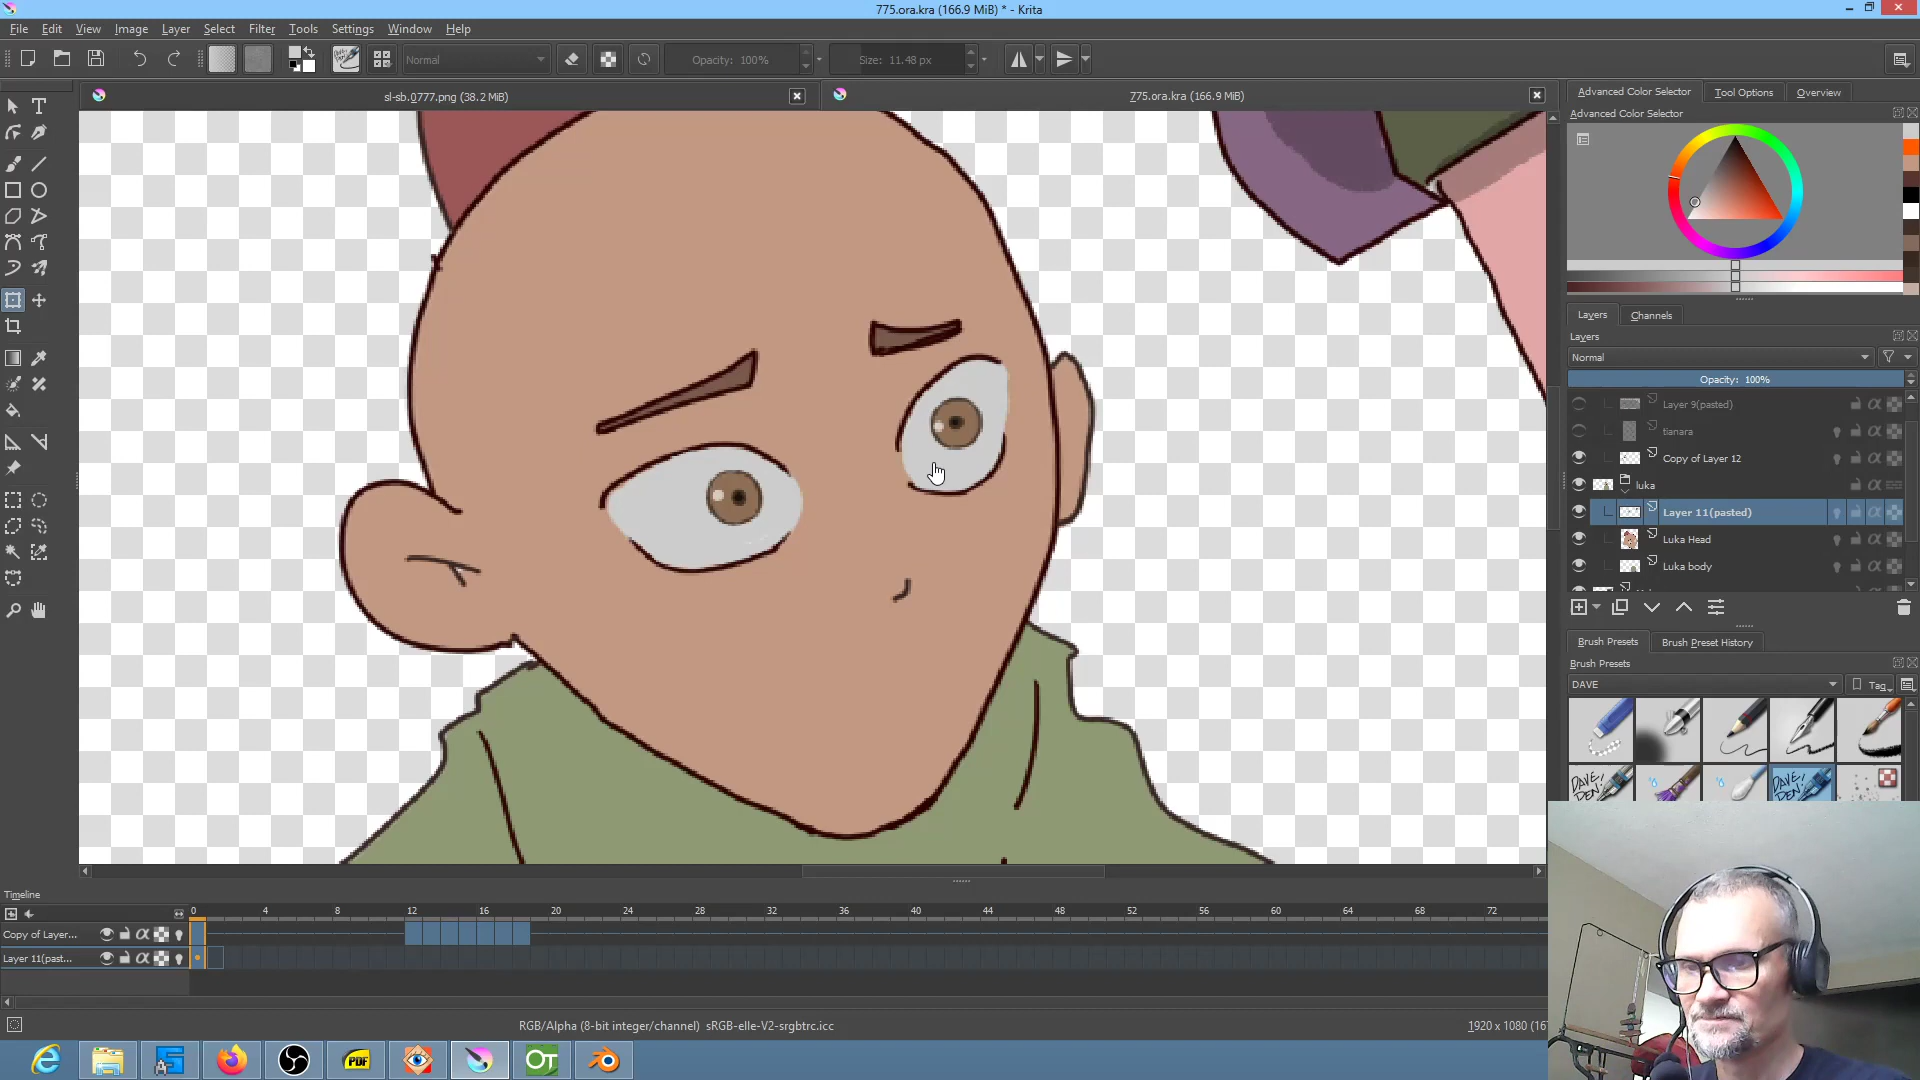 775.ora.kra (166.9 MiB) * - Krita
File Edit View Image Layer Select Filter Tools Settings Window Help
Normal Opacity: 100% Size: 11.48 px
sl-sb.0777.png (38.2 MiB)
775.ora.kra (166.9 MiB)
Advanced Color Selector Tool Options Overview
Advanced Color Selector
Layers Channels
Layers
Normal
Opacity: 100%
Layer 9(pasted)
tianara
Copy of Layer 12
luka
Layer 11(pasted)
Luka Head
Luka body
Brush Presets Brush Preset History
Brush Presets
DAVE Tag
DAVE! PEN! DAVE! PEN!
Timeline
0 4 8 12 16 20 24 28 32 36 40 44 48 52 56 60 64 68 72
Copy of Layer...
Layer 11(past...
RGB/Alpha (8-bit integer/channel) sRGB-elle-V2-srgbtrc.icc
1920 x 1080 (16
PDF OT